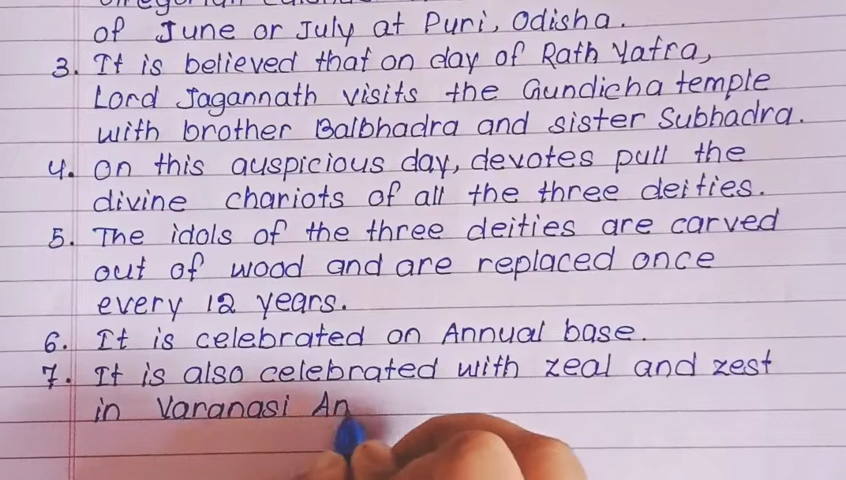 of June or July at Puri, Odisha.
3. It is believed that on day of Rath Yatra,
Lord Jagannath visits the Gundicha temple
with brother Balbhadra and sister Subhadra.
4. On this auspicious day, devotes pull the
divine chariots of all the three deities.
5. The idols of the three deities are carved
out of wood and are replaced once
every 12 years.
6. It is celebrated on Annual base.
7. It is also celebrated with zeal and zest
in Varanasi An